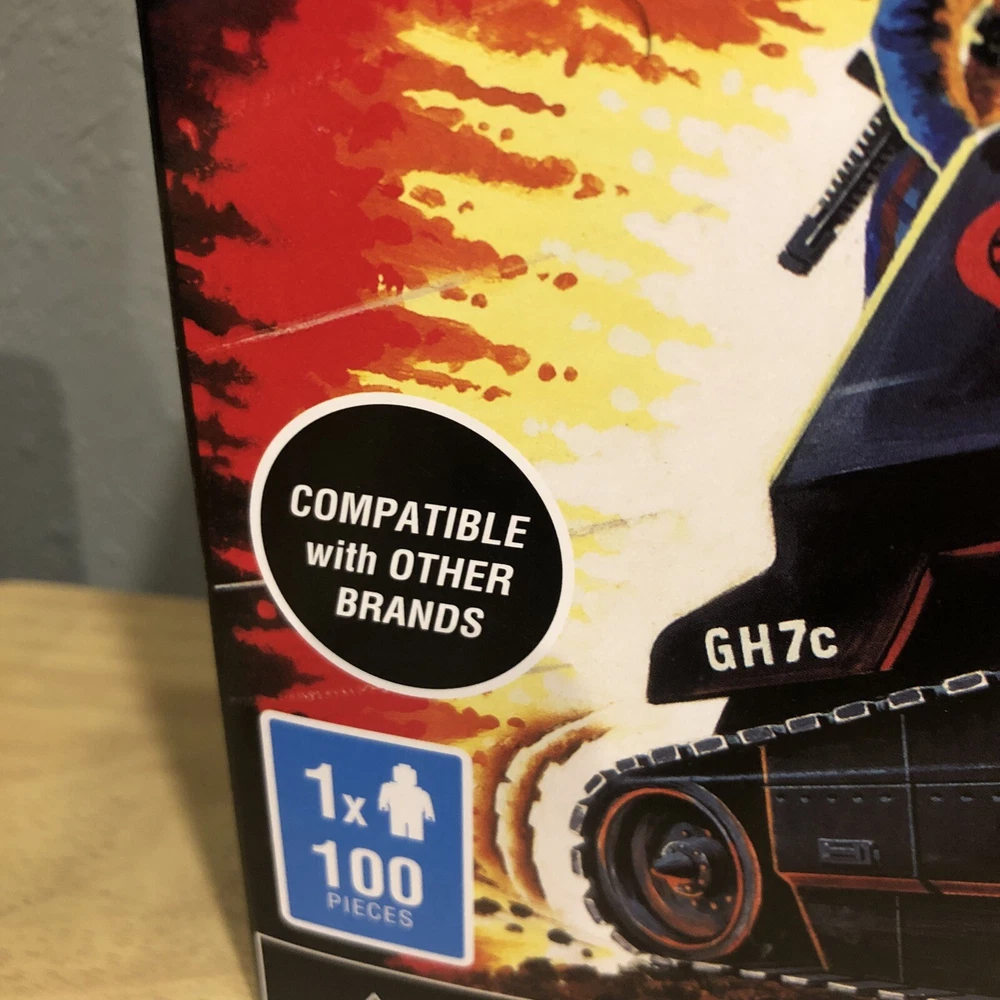 COMPATIBLE
with OTHER
BRANDS
GH7c
1x
100
PIECES